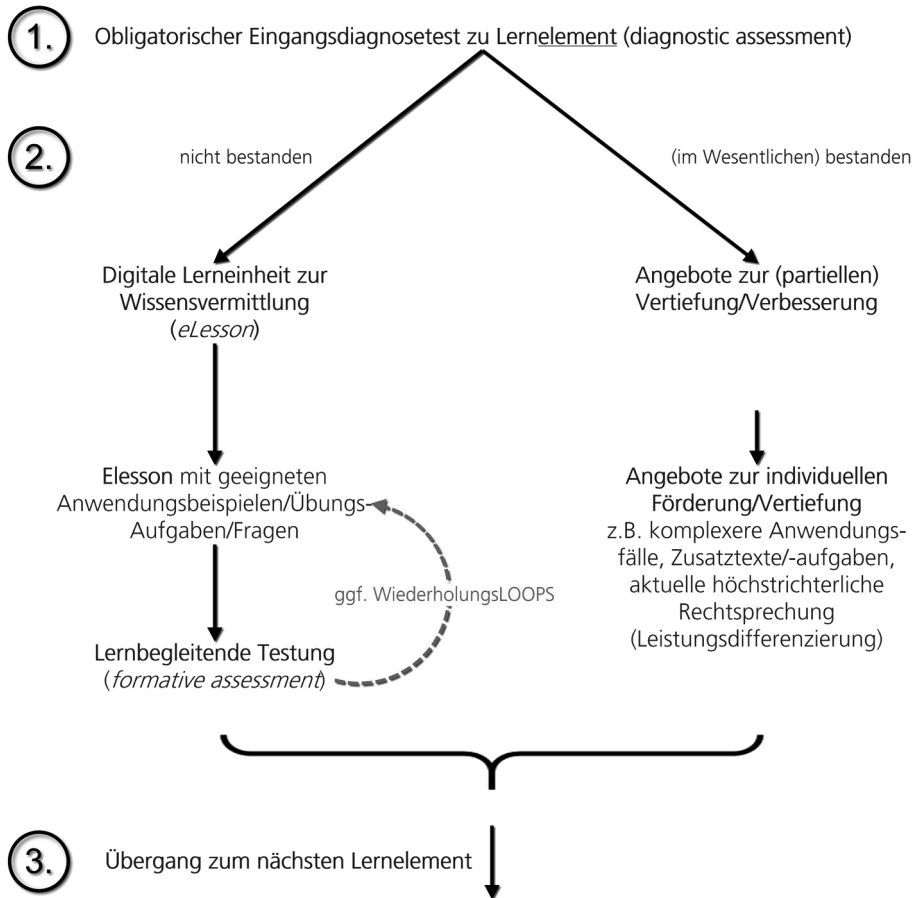 1. Obligatorischer Eingangsdiagnosetest zu Lernelement (diagnostic assessment)
2.
nicht bestanden
(im Wesentlichen) bestanden
Digitale Lerneinheit zur
Wissensvermittlung
(eLesson)
Angebote zur (partiellen)
Vertiefung/Verbesserung
Elesson mit geeigneten
Anwendungsbeispielen/Übungs-
Aufgaben/Fragen
ggf. WiederholungsLOOPS
Lernbegleitende Testung
(formative assessment)
Angebote zur individuellen
Förderung/Vertiefung
z.B. komplexere Anwendungs-
fälle, Zusatztexte/-aufgaben,
aktuelle höchstrichterliche
Rechtsprechung
(Leistungsdifferenzierung)
3. Übergang zum nächsten Lernelement